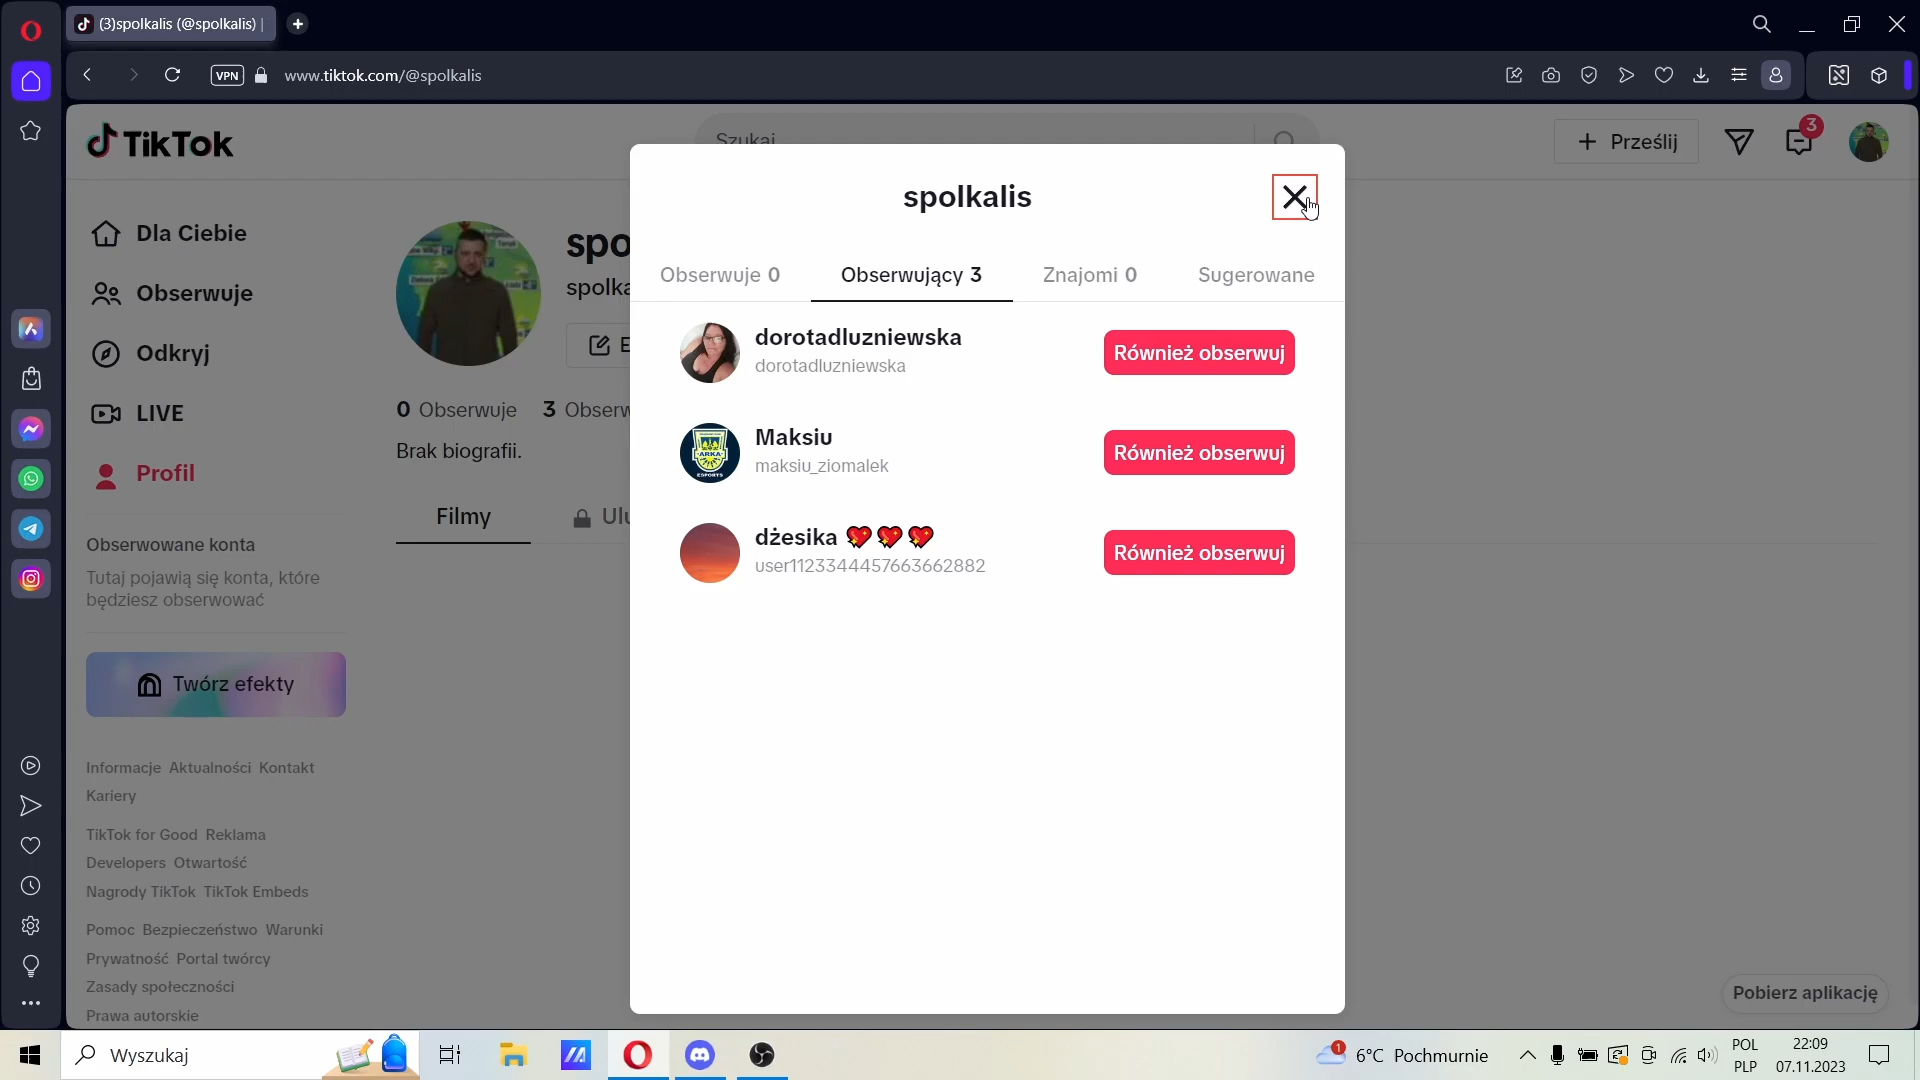 (3)spolkalis (@spolkalis) |
VPN
www.tiktok.com/@spolkalis
TikTok
Szukaj
Prześlij
3
Dla Ciebie
Obserwuje
Odkryj
LIVE
Profil
Obserwowane konta
Tutaj pojawią się konta, które
będziesz obserwować
Twórz efekty
Informacje Aktualności Kontakt
Kariery
TikTok for Good Reklama
Developers Otwartość
Nagrody TikTok TikTok Embeds
Pomoc Bezpieczeństwo Warunki
Prywatność Portal twórcy
Zasady społeczności
Prawa autorskie
spo
spolka
E
0 Obserwuje 3 Obserw
Brak biografii.
Filmy
Ulu
spolkalis
Obserwuje 0
Obserwujący 3
Znajomi 0
Sugerowane
dorotadluzniewska
dorotadluzniewska
Również obserwuj
ARKA
ESPORTS
Maksiu
maksiu_ziomalek
Również obserwuj
dżesika 💖💖💖
user1123344457663662882
Również obserwuj
Pobierz aplikację
Wyszukaj
1
6°C Pochmurnie
POL
PLP
22:09
07.11.2023